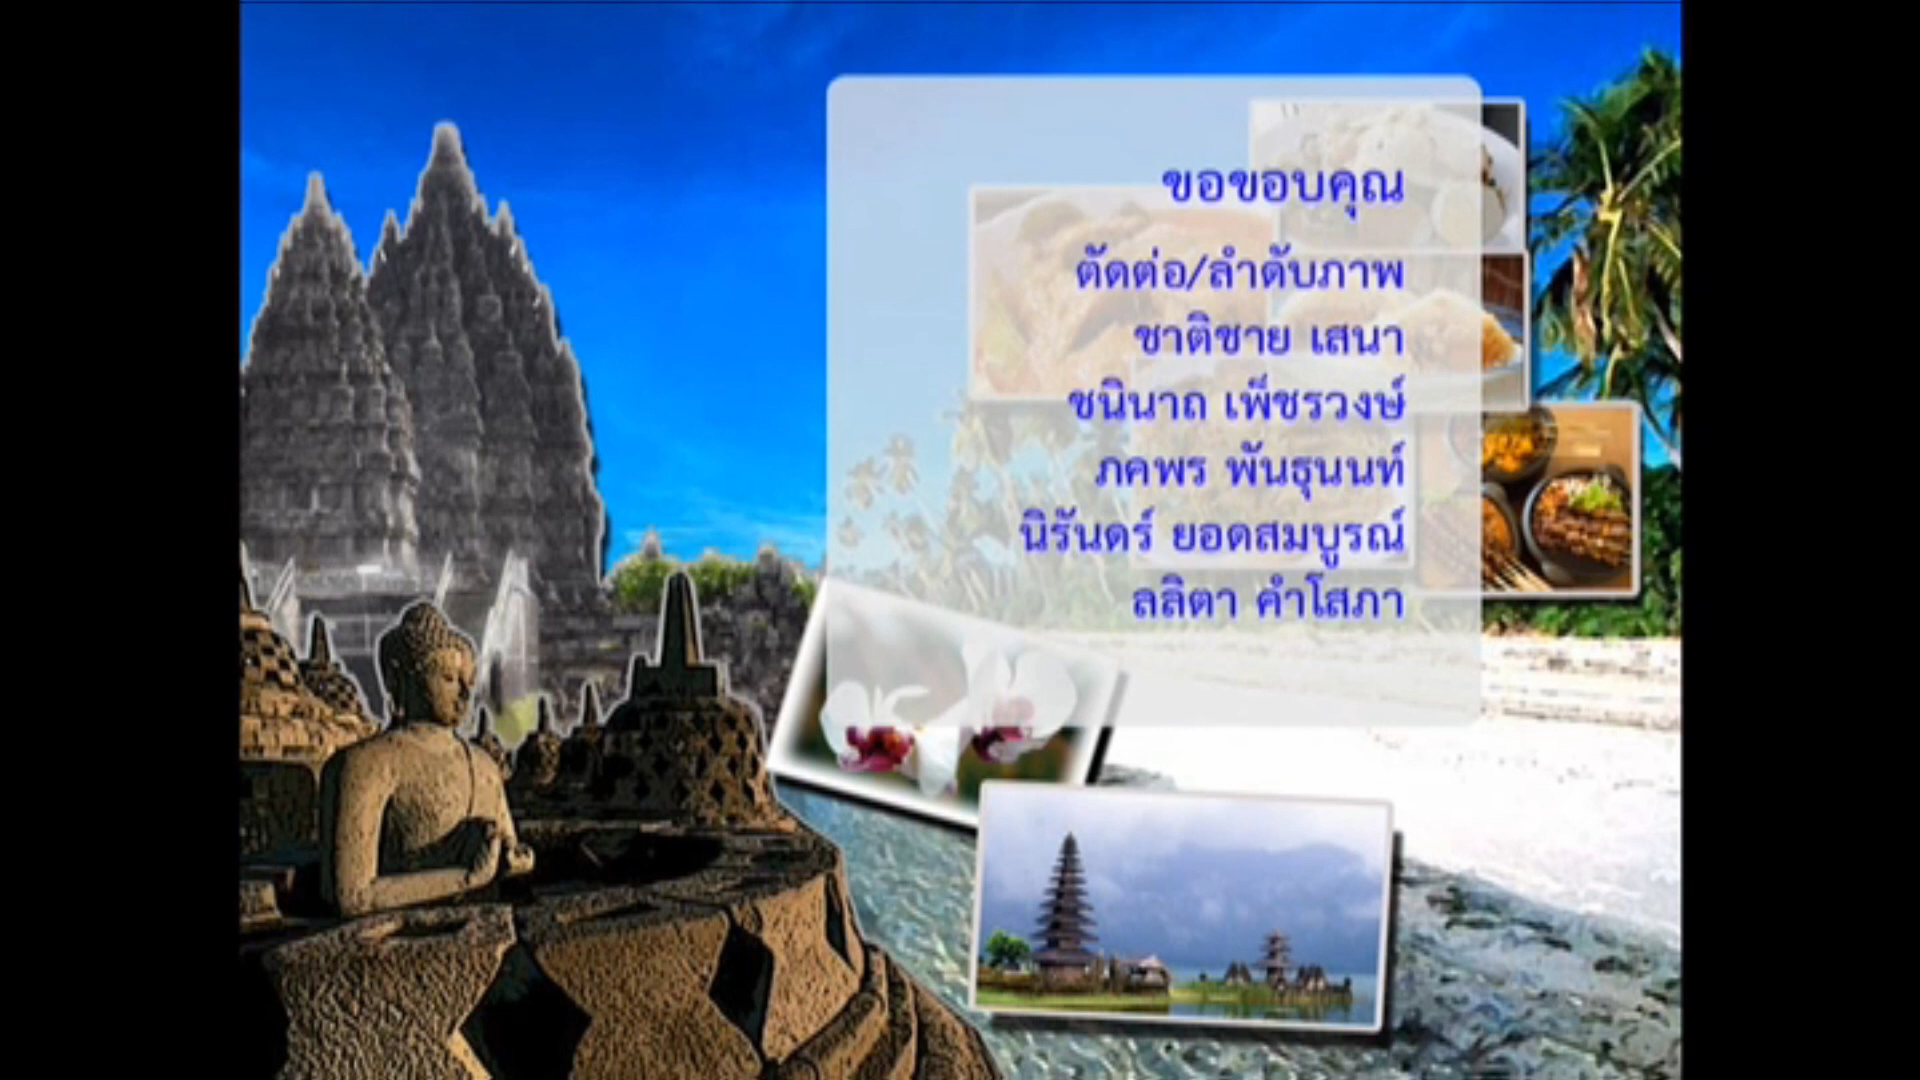 ขอขอบคุณ
ตัดต่อ/ลำดับภาพ
ชาติชาย เสนา
ชนินาถ เพ็ชรวงษ์
ภคพร พันธุนนท์
นิรันดร์ ยอดสมบูรณ์
ลลิตา คำโสภา